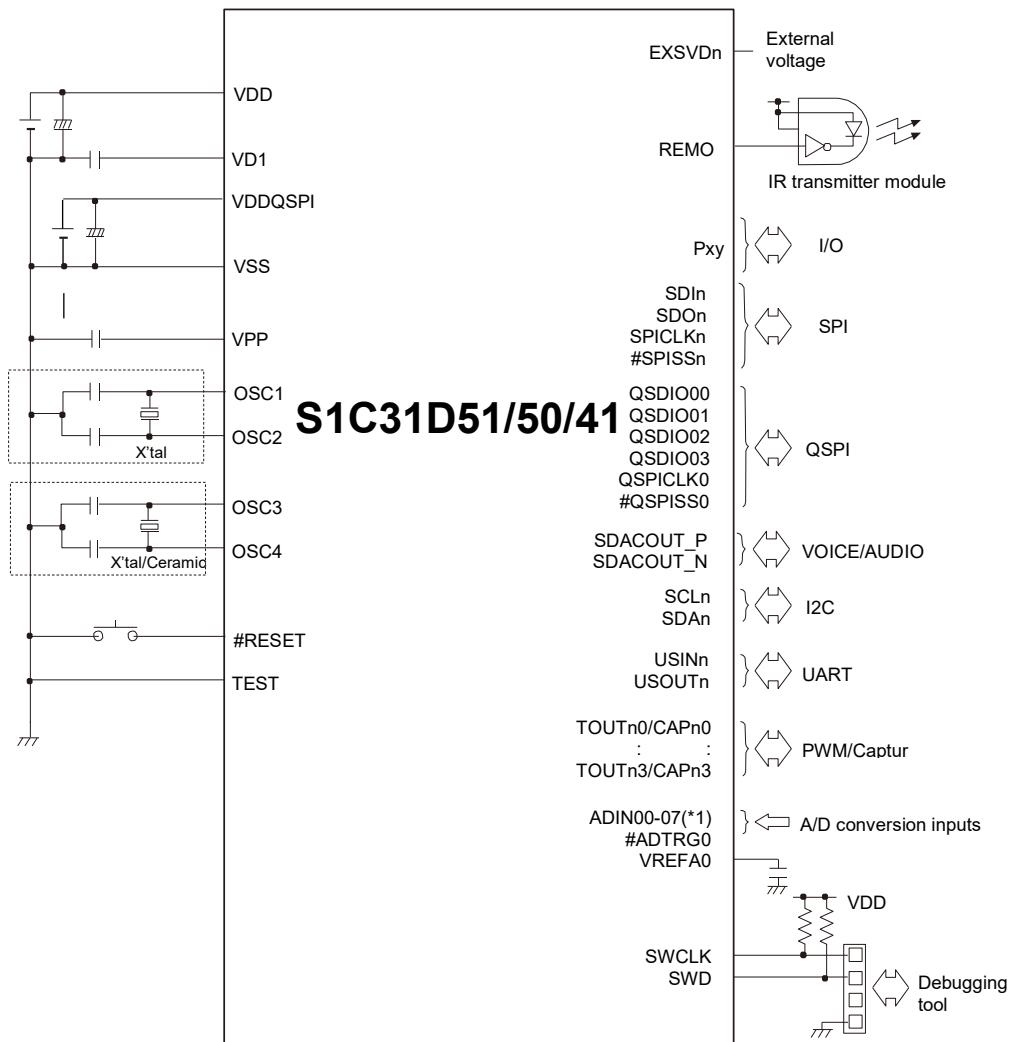 EXSVDn
External
voltage
VDD
REMO
VD1
IR transmitter module
VDDQSPI
Pxy
I/O
VSS
SDIn
SDOn
SPICLKn
#SPISSn
SPI
VPP
OSC1
OSC2
X'tal
S1C31D51/50/41
QSDIO00
QSDIO01
QSDIO02
QSDIO03
QSPICLK0
#QSPISS0
QSPI
OSC3
OSC4
X'tal/Ceramic
SDACOUT_P
SDACOUT_N
VOICE/AUDIO
SCLn
SDAn
I2C
#RESET
TEST
USINn
USOUTn
UART
TOUTn0/CAPn0
: :
TOUTn3/CAPn3
PWM/Captur
ADIN00-07(*1)
#ADTRG0
VREFA0
A/D conversion inputs
VDD
SWCLK
SWD
Debugging
tool